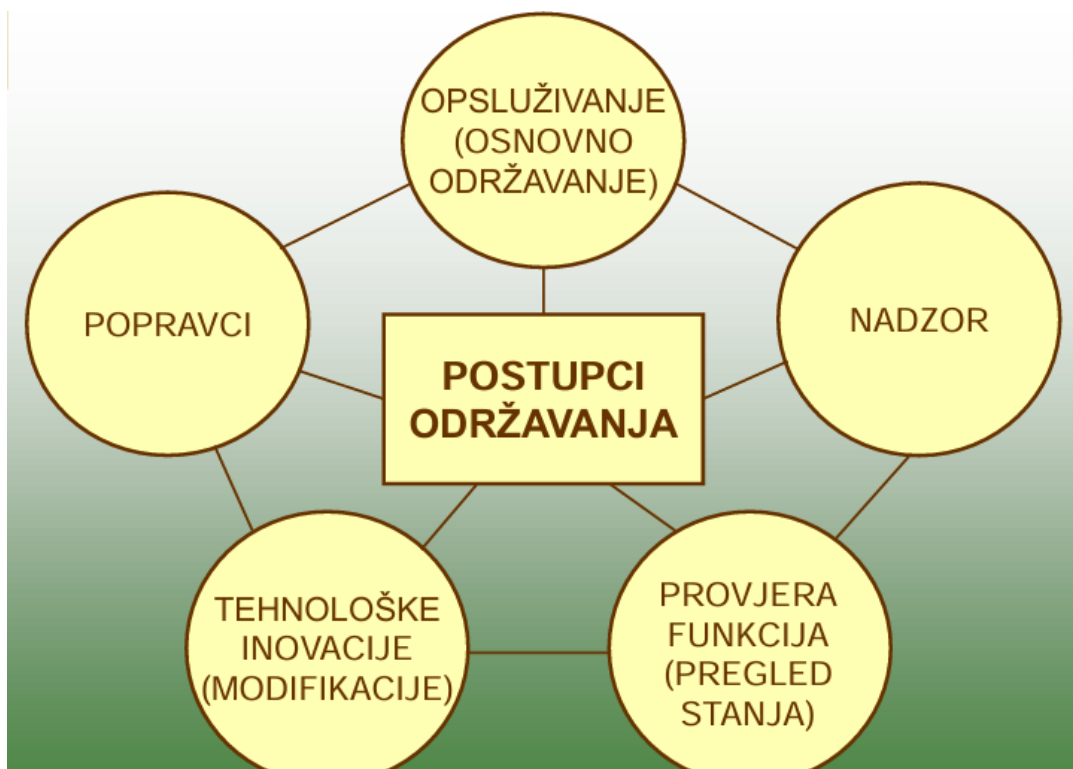 OPSLUŽIVANJE
(OSNOVNO
ODRŽAVANJE)
POPRAVCI
NADZOR
POSTUPCI
ODRŽAVANJA
TEHNOLOŠKE
INOVACIJE
(MODIFIKACIJE)
PROVJERA
FUNKCIJA
(PREGLED
STANJA)